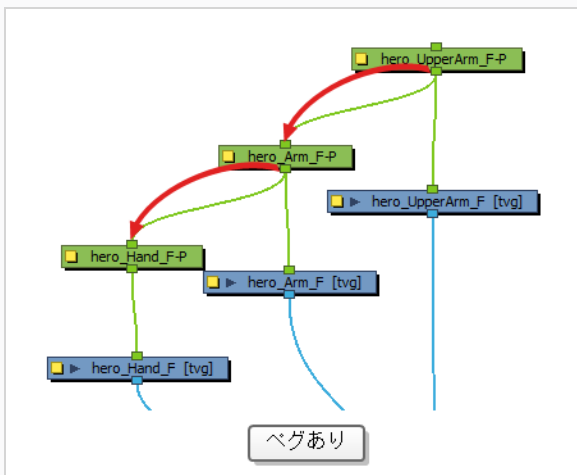 hero_UpperArm_F-P
hero_Arm_F-P
hero_UpperArm_F [tvg]
hero_Hand_F-P
hero_Arm_F [tvg]
hero_Hand_F [tvg]
ペグあり